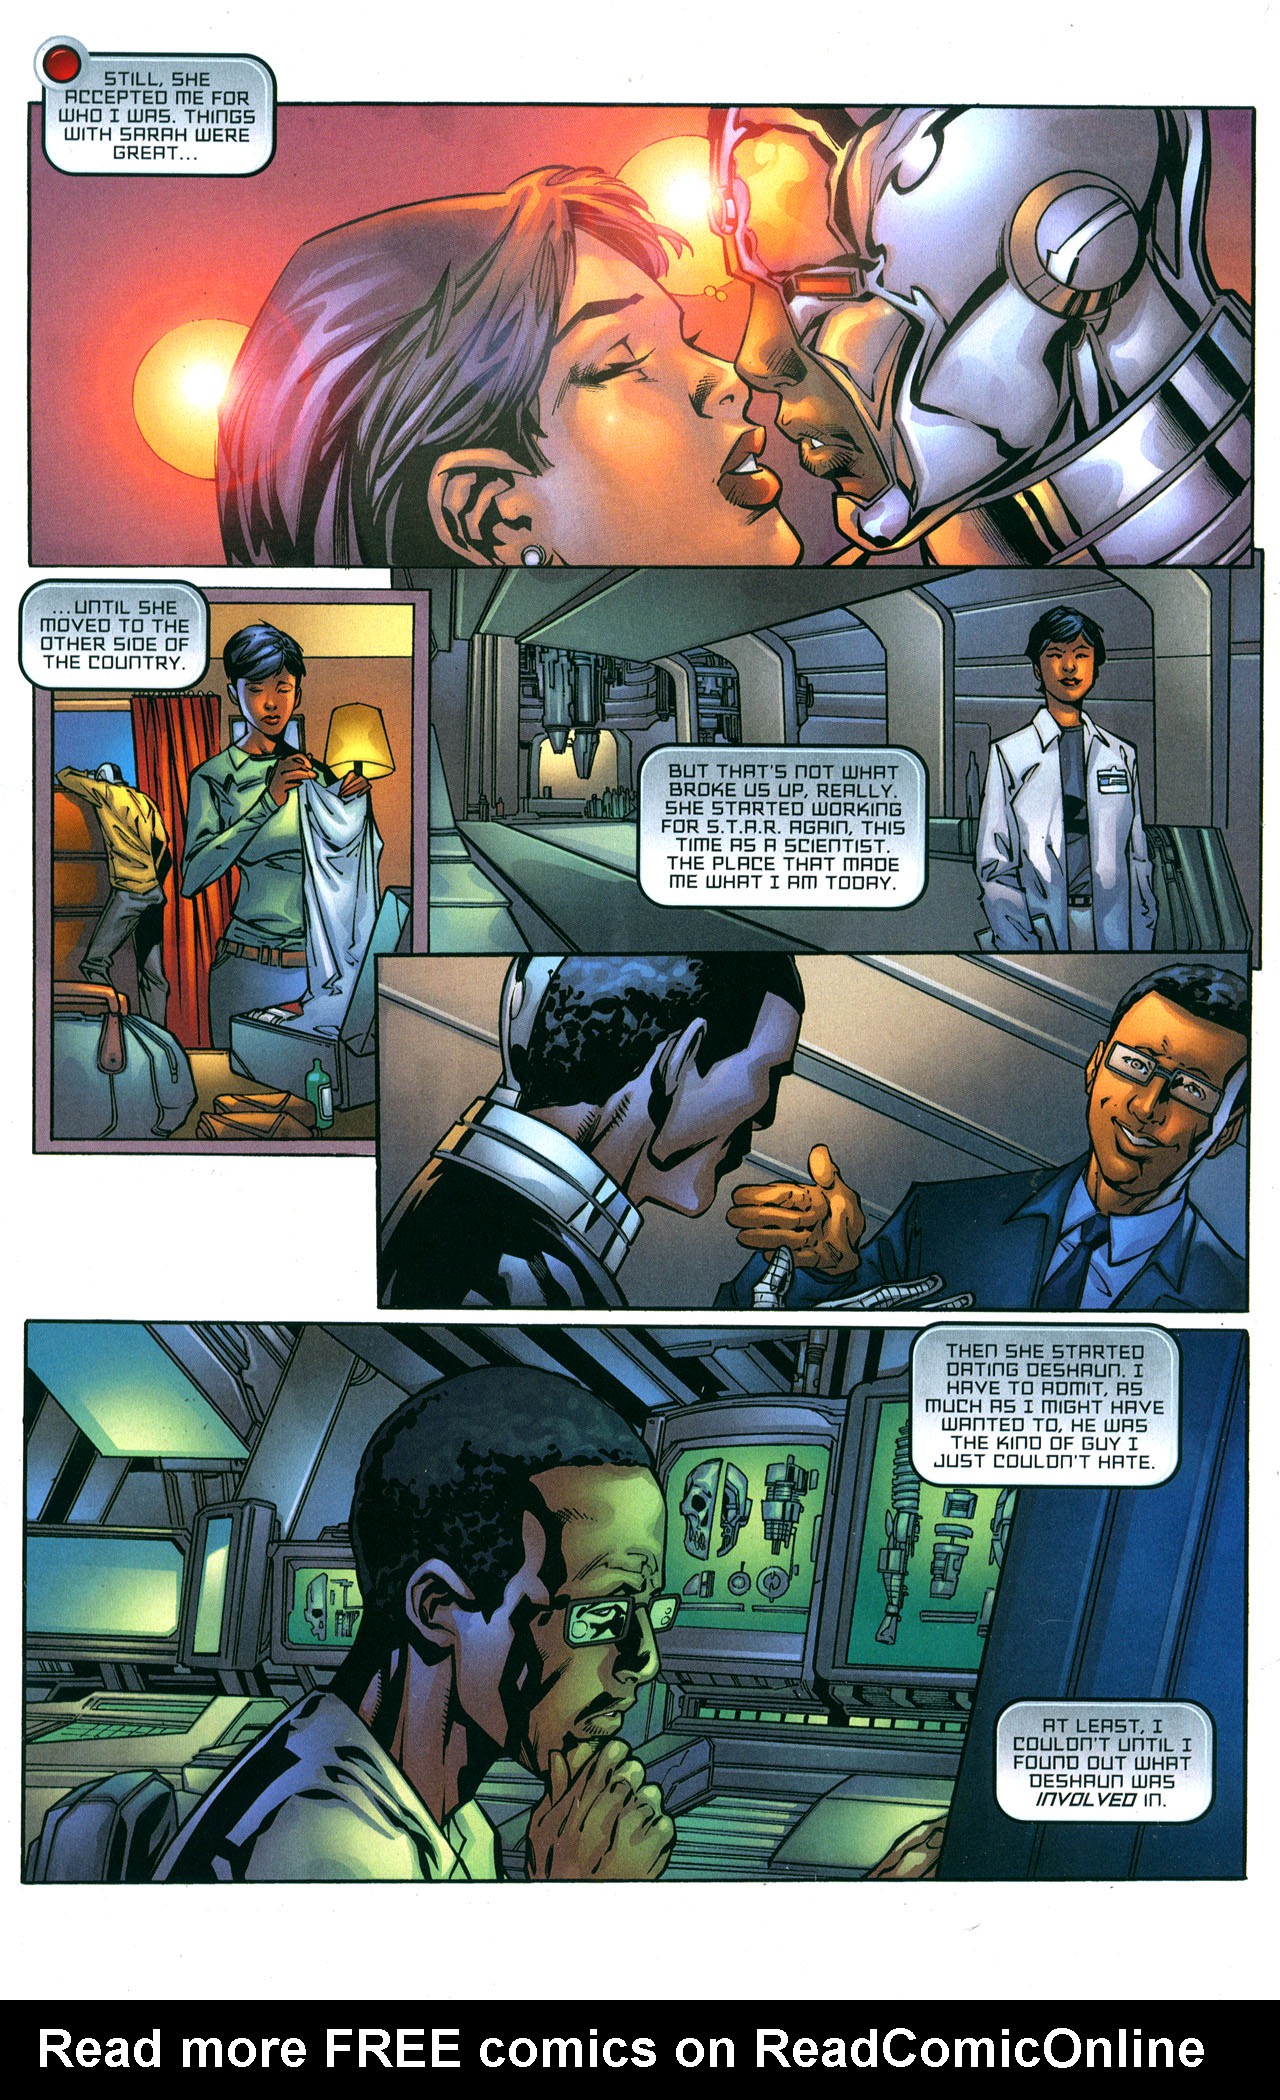 STILL, SHE
ACCEPTED ME FOR
WHO I WAS. THINGS
WITH SARAH WERE
GREAT...
...UNTIL SHE
MOVED TO THE
OTHER SIDE OF
THE COUNTRY.
BUT THAT'S NOT WHAT
BROKE US UP, REALLY.
SHE STARTED WORKING
FOR S.T.A.R. AGAIN, THIS
TIME AS A SCIENTIST.
THE PLACE THAT MADE
ME WHAT I AM TODAY.
THEN SHE STARTED
DATING DESHAUN. I
HAVE TO ADMIT, AS
MUCH AS I MIGHT HAVE
WANTED TO, HE WAS
THE KIND OF GUY I
JUST COULDN'T HATE.
AT LEAST, I
COULDN'T UNTIL I
FOUND OUT WHAT
DESHAUN WAS
INVOLVED IN.
Read more FREE comics on ReadComicOnline